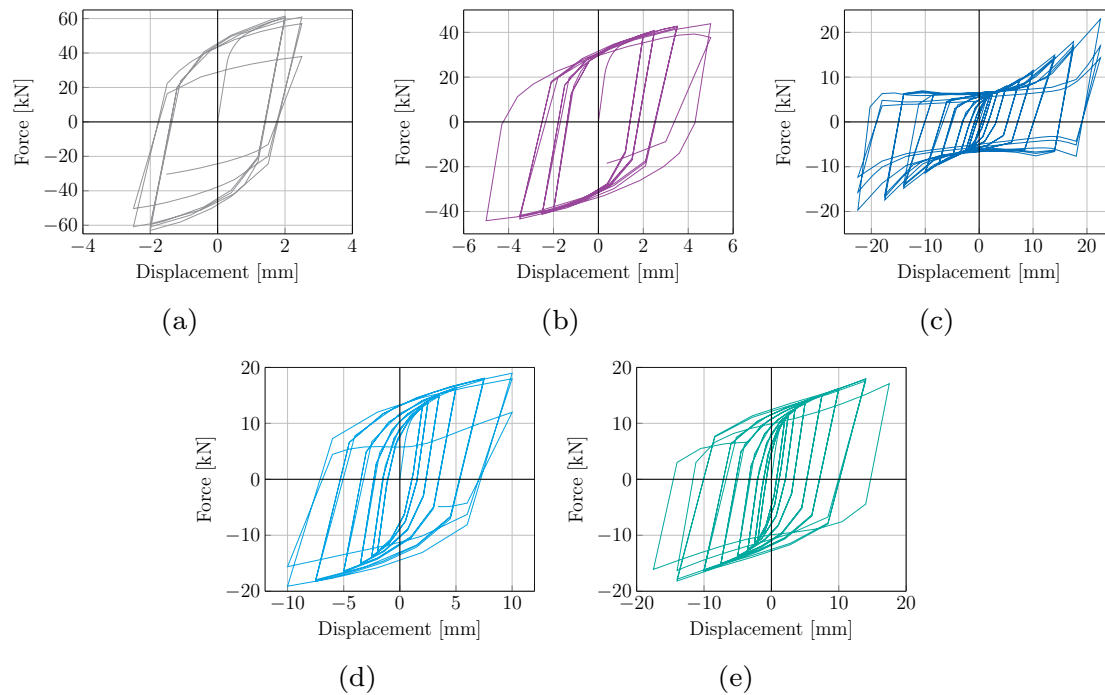 60
40
20
0
−20
−40
−60
−4 −2 0 2 4
Force [kN]
Displacement [mm]
(a)
40
20
0
−20
−40
−6 −4 −2 0 2 4 6
Force [kN]
Displacement [mm]
(b)
20
10
0
−10
−20
−20 −10 0 10 20
Force [kN]
Displacement [mm]
(c)
20
10
0
−10
−20
−10 −5 0 5 10
Force [kN]
Displacement [mm]
(d)
20
10
0
−10
−20
−20 −10 0 10 20
Force [kN]
Displacement [mm]
(e)